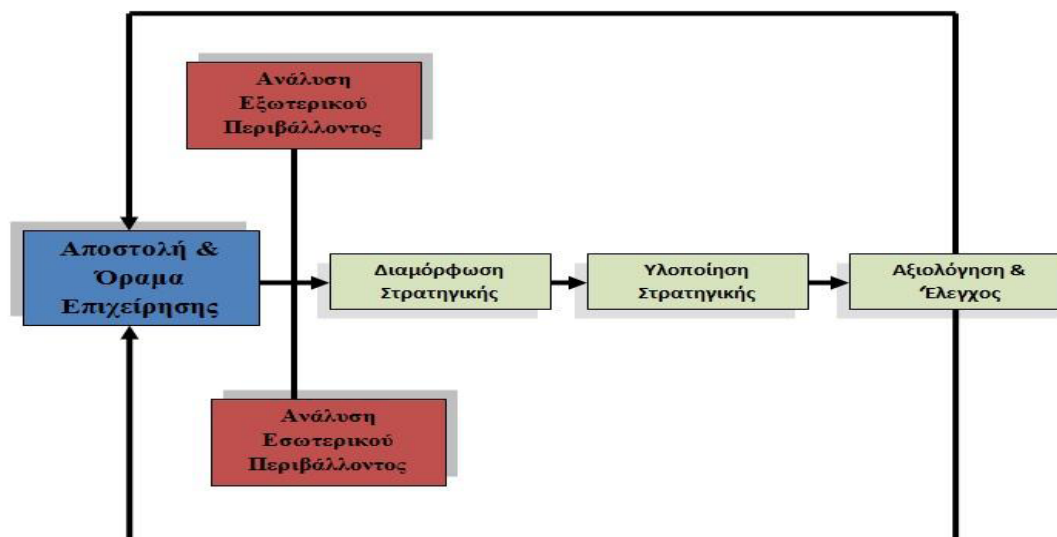 Ανάλυση
Εξωτερικού
Περιβάλλοντος
Αποστολή &
Όραμα
Επιχείρησης
Διαμόρφωση
Στρατηγικής
Υλοποίηση
Στρατηγικής
Αξιολόγηση &
Έλεγχος
Ανάλυση
Εσωτερικού
Περιβάλλοντος